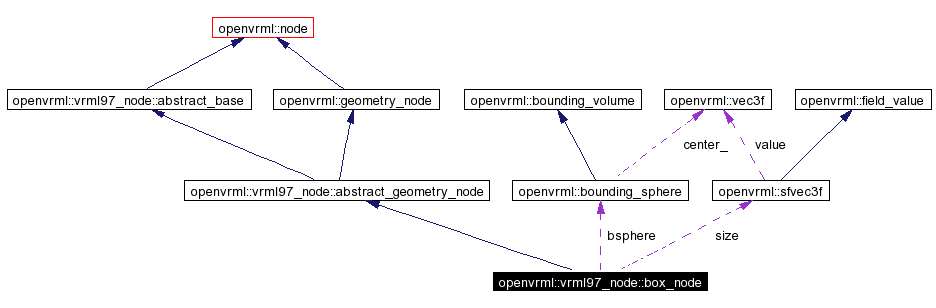 openvrml::node
openvrml::vrml97_node::abstract_base
openvrml::geometry_node
openvrml::bounding_volume
openvrml::vec3f
openvrml::field_value
center_
value
openvrml::vrml97_node::abstract_geometry_node
openvrml::bounding_sphere
openvrml::sfvec3f
bsphere
size
openvrml::vrml97_node::box_node